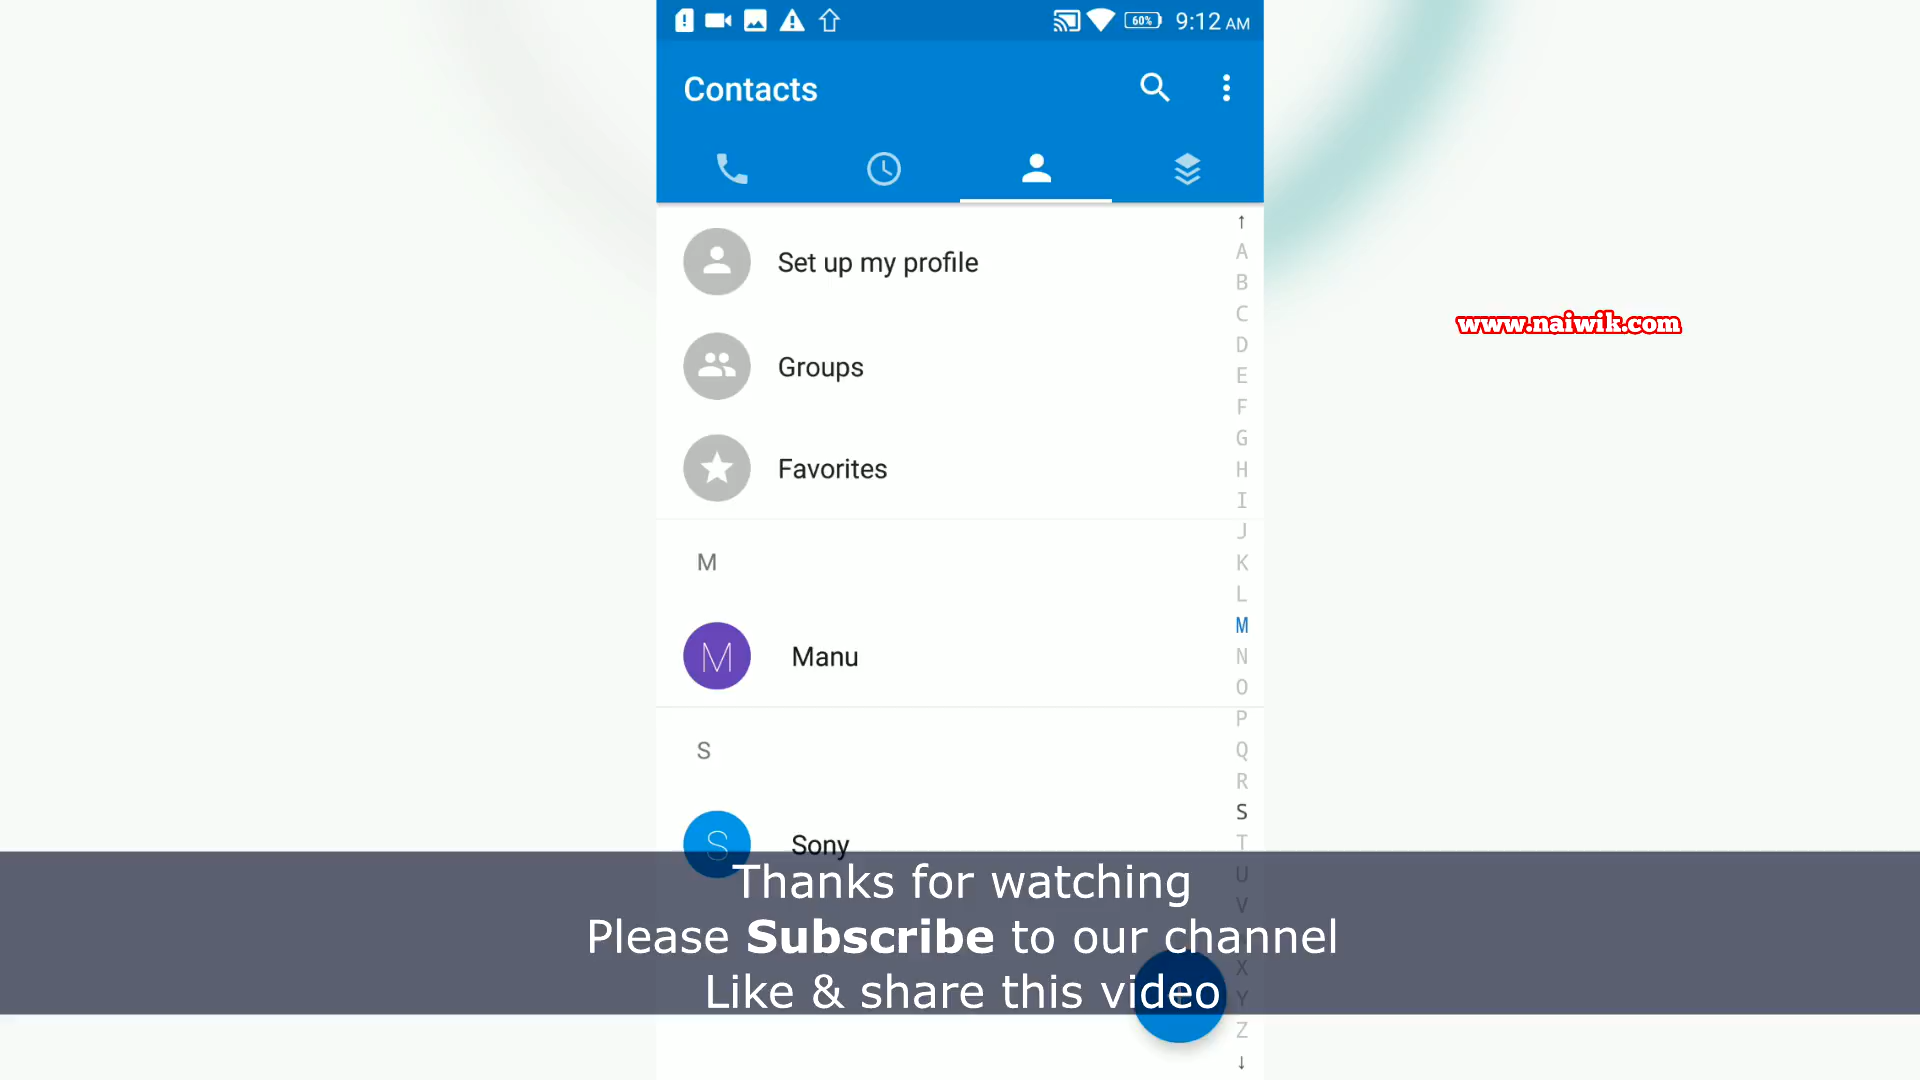 60%
9:12 AM
Contacts
Set up my profile
Groups
Favorites
M
M
Manu
S
S
Sony
↑
A
B
C
D
E
F
G
H
I
J
K
L
M
N
O
P
Q
R
S
T
U
V
X
Y
Z
↓
www.naiwik.com
Thanks for watching
Please Subscribe to our channel
Like & share this video